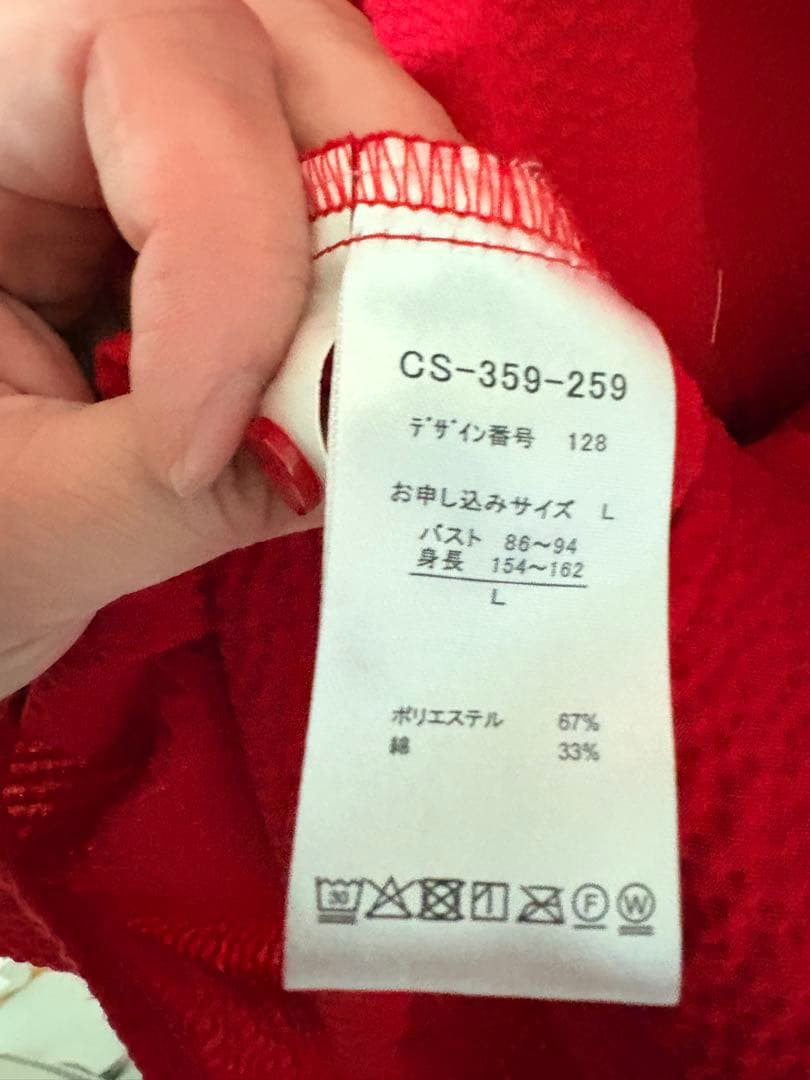 CS-359-259
デザイン番号 128
お申し込みサイズ L
バスト 86～94
身長 154～162
L
ポリエステル 67%
綿 33%
30 F W